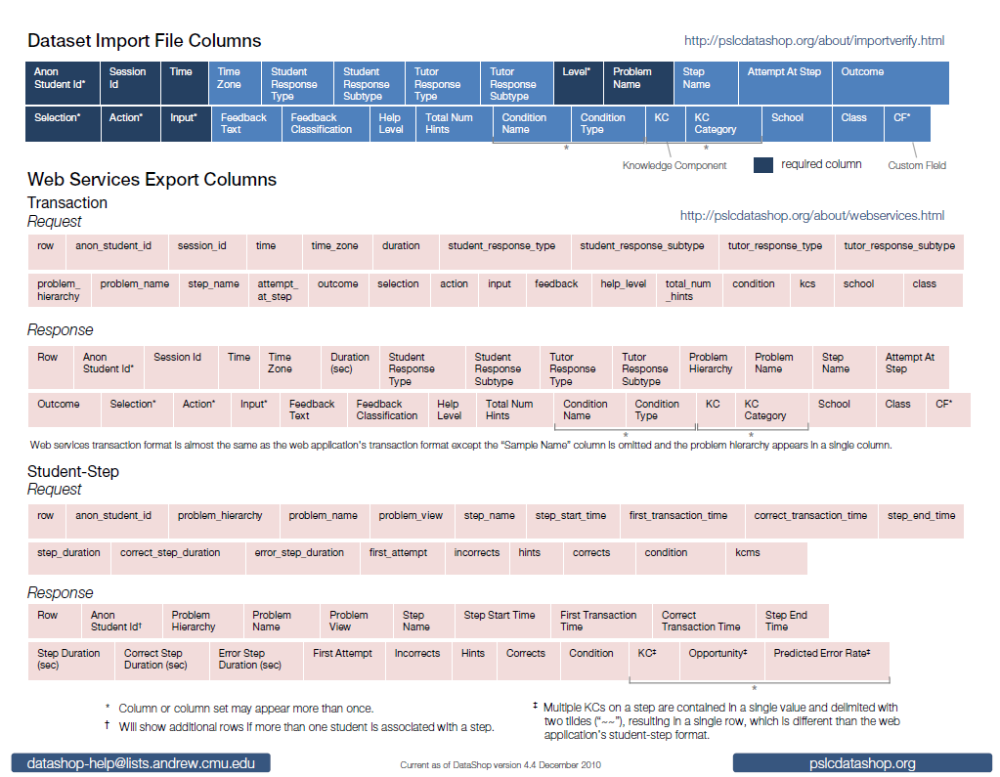 Dataset Import File Columns
http://pslcdatashop.org/about/importverify.html
Anon Student Id* Session Id Time Time Zone Student Response Type Student Response Subtype Tutor Response Type Tutor Response Subtype Level* Problem Name Step Name Attempt At Step Outcome
Selection* Action* Input* Feedback Text Feedback Classification Help Level Total Num Hints Condition Name Condition Type KC KC Category School Class CF*
* *
Knowledge Component required column Custom Field
Web Services Export Columns
Transaction
Request
http://pslcdatashop.org/about/webservices.html
row anon_student_id session_id time time_zone duration student_response_type student_response_subtype tutor_response_type tutor_response_subtype
problem_hierarchy problem_name step_name attempt_at_step outcome selection action input feedback help_level total_num_hints condition kcs school class
Response
Row Anon Student Id* Session Id Time Time Zone Duration (sec) Student Response Type Student Response Subtype Tutor Response Type Tutor Response Subtype Problem Hierarchy Problem Name Step Name Attempt At Step
Outcome Selection* Action* Input* Feedback Text Feedback Classification Help Level Total Num Hints Condition Name Condition Type KC KC Category School Class CF*
* *
Web services transaction format is almost the same as the web application's transaction format except the "Sample Name" column is omitted and the problem hierarchy appears in a single column.
Student-Step
Request
row anon_student_id problem_hierarchy problem_name problem_view step_name step_start_time first_transaction_time correct_transaction_time step_end_time
step_duration correct_step_duration error_step_duration first_attempt incorrects hints corrects condition kcms
Response
Row Anon Student Id† Problem Hierarchy Problem Name Problem View Step Name Step Start Time First Transaction Time Correct Transaction Time Step End Time
Step Duration (sec) Correct Step Duration (sec) Error Step Duration (sec) First Attempt Incorrects Hints Corrects Condition KC‡ Opportunity‡ Predicted Error Rate‡
*
* Column or column set may appear more than once.
† Will show additional rows if more than one student is associated with a step.
‡ Multiple KCs on a step are contained in a single value and delimited with
two tildes ("~~"), resulting in a single row, which is different than the web
application's student-step format.
datashop-help@lists.andrew.cmu.edu
Current as of DataShop version 4.4 December 2010
pslcdatashop.org